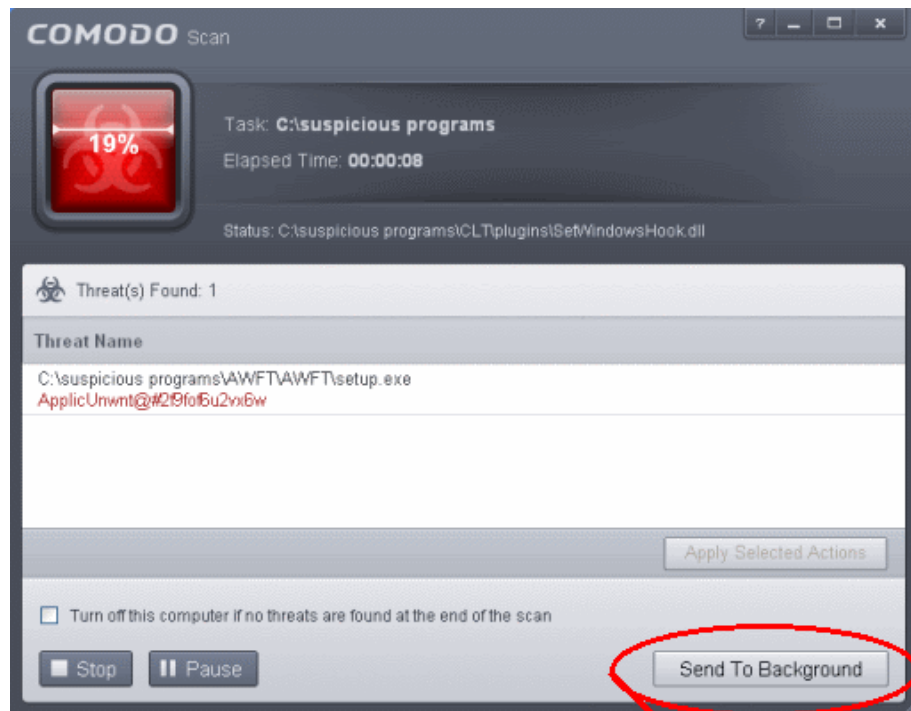 COMODO Scan
? _ □ x
19%
Task: C:\suspicious programs
Elapsed Time: 00:00:08
Status: C:\suspicious programs\CLT\plugins\SetWindowsHook.dll
Threat(s) Found: 1
Threat Name
C:\suspicious programs\AWFT\AWFT\setup.exe
ApplicUnwnt@#2f9fof6u2vx6w
Apply Selected Actions
Turn off this computer if no threats are found at the end of the scan
Stop
Pause
Send To Background